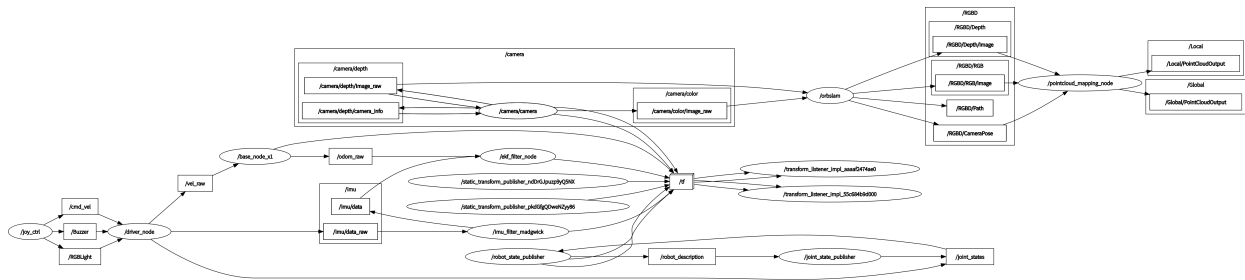 /RGBD
/RGBD/Depth
/RGBD/Depth/Image
/camera
/Local
/Local/PointCloudOutput
/camera/depth
/camera/depth/image_raw
/RGBD/RGB
/RGBD/RGB/Image
/pointcloud_mapping_node
/Global
/Global/PointCloudOutput
/camera/color
/camera/color/image_raw
/orbslam
/camera/depth/camera_info
/camera/camera
/RGBD/Path
/RGBD/CameraPose
/base_node_x1
/odom_raw
/ekf_filter_node
/transform_listener_impl_aaaaf2474ae0
/vel_raw
/static_transform_publisher_ndDrGJpuzp9yQ5NX
/tf
/imu
/imu/data
/transform_listener_impl_55c684b9d000
/cmd_vel
/static_transform_publisher_pkdGfgQDweNZyy86
/joy_ctrl
/Buzzer
/driver_node
/imu/data_raw
/imu_filter_madgwick
/RGBLight
/robot_state_publisher
/robot_description
/joint_state_publisher
/joint_states